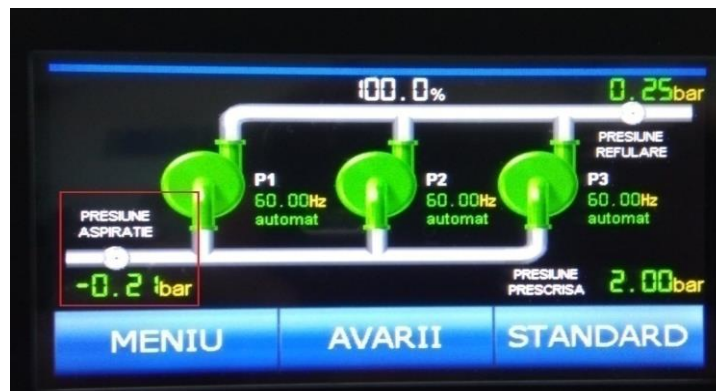 100.0%
0.25bar
PRESIUNE
REFULARE
P1
60.00Hz
automat
P2
60.00Hz
automat
P3
60.00Hz
automat
PRESIUNE
ASPIRATIE
-0.21bar
PRESIUNE
PRESCRISA
2.00bar
MENIU
AVARII
STANDARD